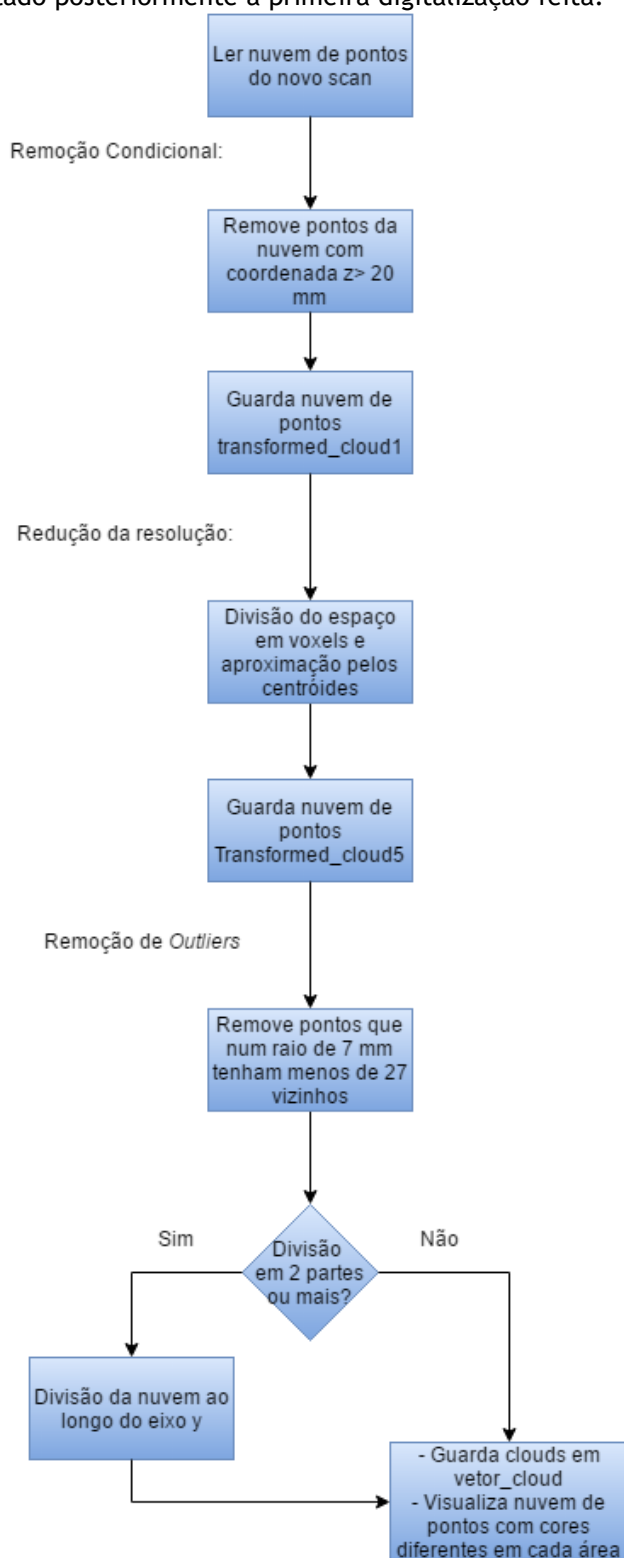 tado posteriormente à primeira digitalização feita.
Ler nuvem de pontos
do novo scan
Remoção Condicional:
Remove pontos da
nuvem com
coordenada z> 20
mm
Guarda nuvem de
pontos
transformed_cloud1
Redução da resolução:
Divisão do espaço
em voxels e
aproximação pelos
centróides
Guarda nuvem de
pontos
Transformed_cloud5
Remoção de Outliers
Remove pontos que
num raio de 7 mm
tenham menos de 27
vizinhos
Sim
Divisão
em 2 partes
ou mais?
Não
Divisão da nuvem ao
longo do eixo y
- Guarda clouds em
vetor_cloud
- Visualiza nuvem de
pontos com cores
diferentes em cada área